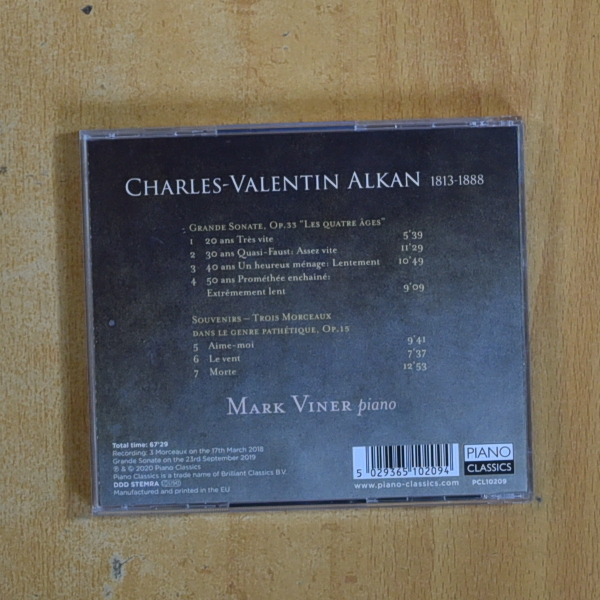 CHARLES-VALENTIN ALKAN 1813-1888
GRANDE SONATE, OP.33 "LES QUATRE ÂGES"
1 20 ans Très vite 5'39
2 30 ans Quasi-Faust: Assez vite 11'29
3 40 ans Un heureux ménage: Lentement 10'49
4 50 ans Prométhée enchaîné:
Extrêmement lent 9'09
SOUVENIRS – TROIS MORCEAUX
DANS LE GENRE PATHÉTIQUE, OP.15
5 Aime-moi 9'41
6 Le vent 7'37
7 Morte 12'53
MARK VINER piano
Total time: 67'29
Recording: 3 Morceaux on the 17th March 2018
Grande Sonate on the 23rd September 2019
℗ & © 2020 Piano Classics
Piano Classics is a trade name of Brilliant Classics B.V.
DDD STEMRA
Manufactured and printed in the EU
5 029365 102094
www.piano-classics.com
PIANO
CLASSICS
PCL10209